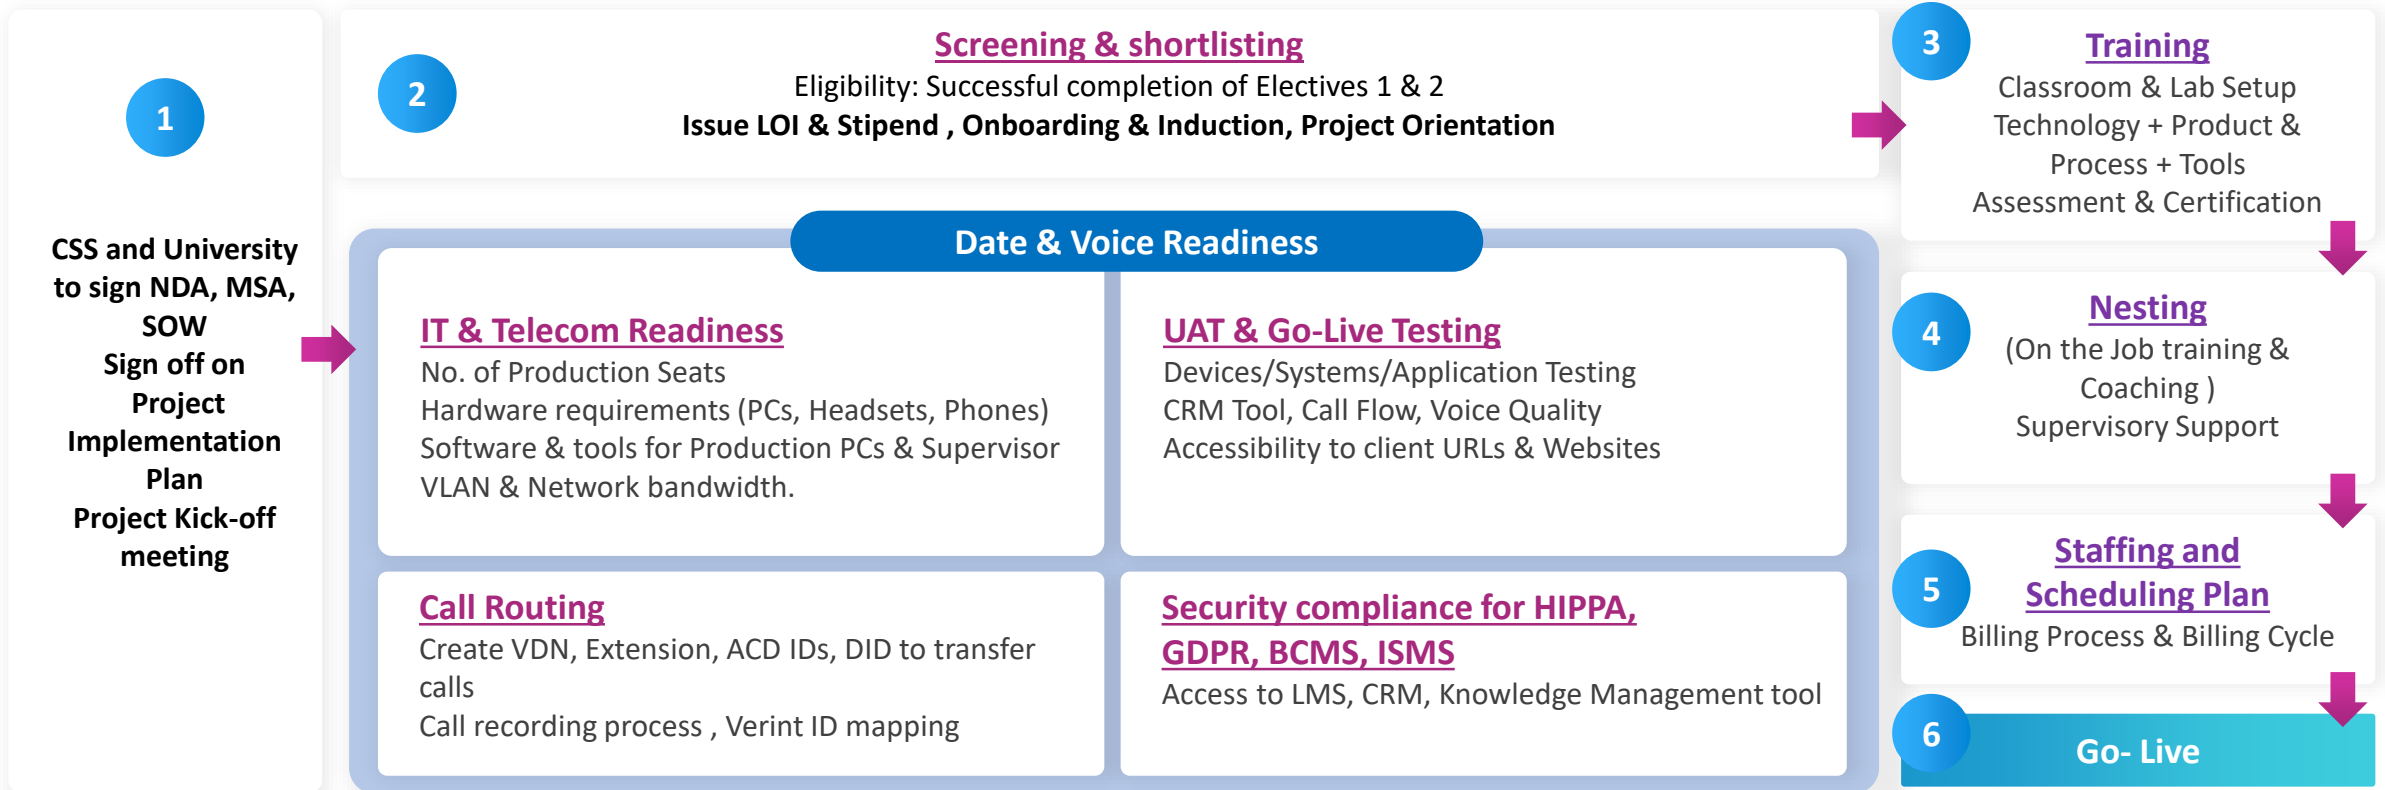 1
CSS and University
to sign NDA, MSA,
SOW
Sign off on
Project
Implementation
Plan
Project Kick-off
meeting
2
Screening & shortlisting
Eligibility: Successful completion of Electives 1 & 2
Issue LOI & Stipend , Onboarding & Induction, Project Orientation
Date & Voice Readiness
IT & Telecom Readiness
No. of Production Seats
Hardware requirements (PCs, Headsets, Phones)
Software & tools for Production PCs & Supervisor
VLAN & Network bandwidth.
UAT & Go-Live Testing
Devices/Systems/Application Testing
CRM Tool, Call Flow, Voice Quality
Accessibility to client URLs & Websites
Call Routing
Create VDN, Extension, ACD IDs, DID to transfer
calls
Call recording process , Verint ID mapping
Security compliance for HIPPA,
GDPR, BCMS, ISMS
Access to LMS, CRM, Knowledge Management tool
3
Training
Classroom & Lab Setup
Technology + Product &
Process + Tools
Assessment & Certification
4
Nesting
(On the Job training &
Coaching )
Supervisory Support
5
Staffing and
Scheduling Plan
Billing Process & Billing Cycle
6
Go- Live